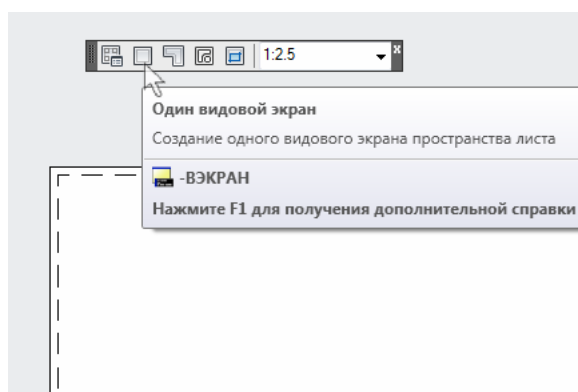 1:2.5
x
Один видовой экран
Создание одного видового экрана пространства листа
-ВЭКРАН
Нажмите F1 для получения дополнительной справки